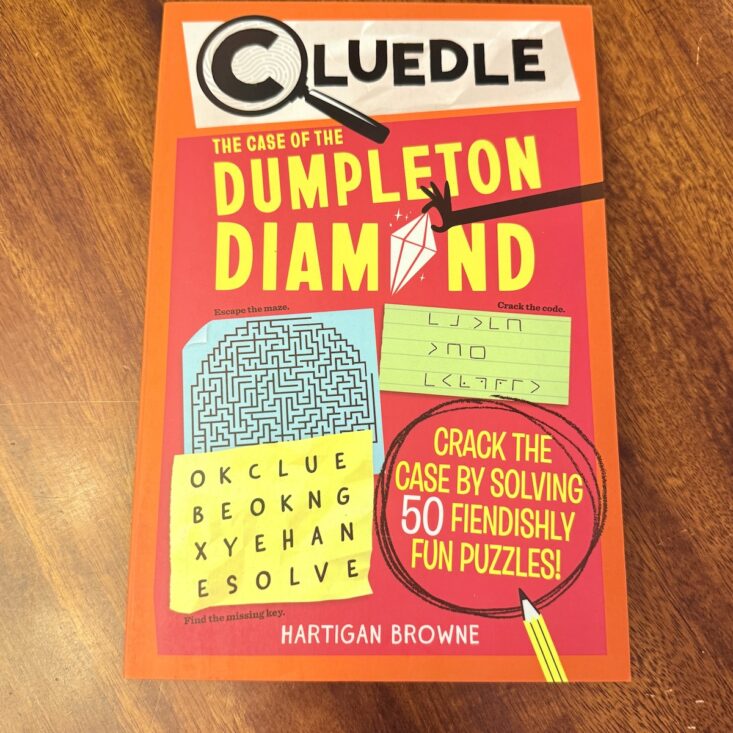 CLUEDLE
THE CASE OF THE
DUMPLETON
DIAMOND
Escape the maze.
Crack the code.
OKCLUE
BEOKNG
XYEHAN
ESOLVE
Find the missing key.
CRACK THE
CASE BY SOLVING
50 FIENDISHLY
FUN PUZZLES!
HARTIGAN BROWNE